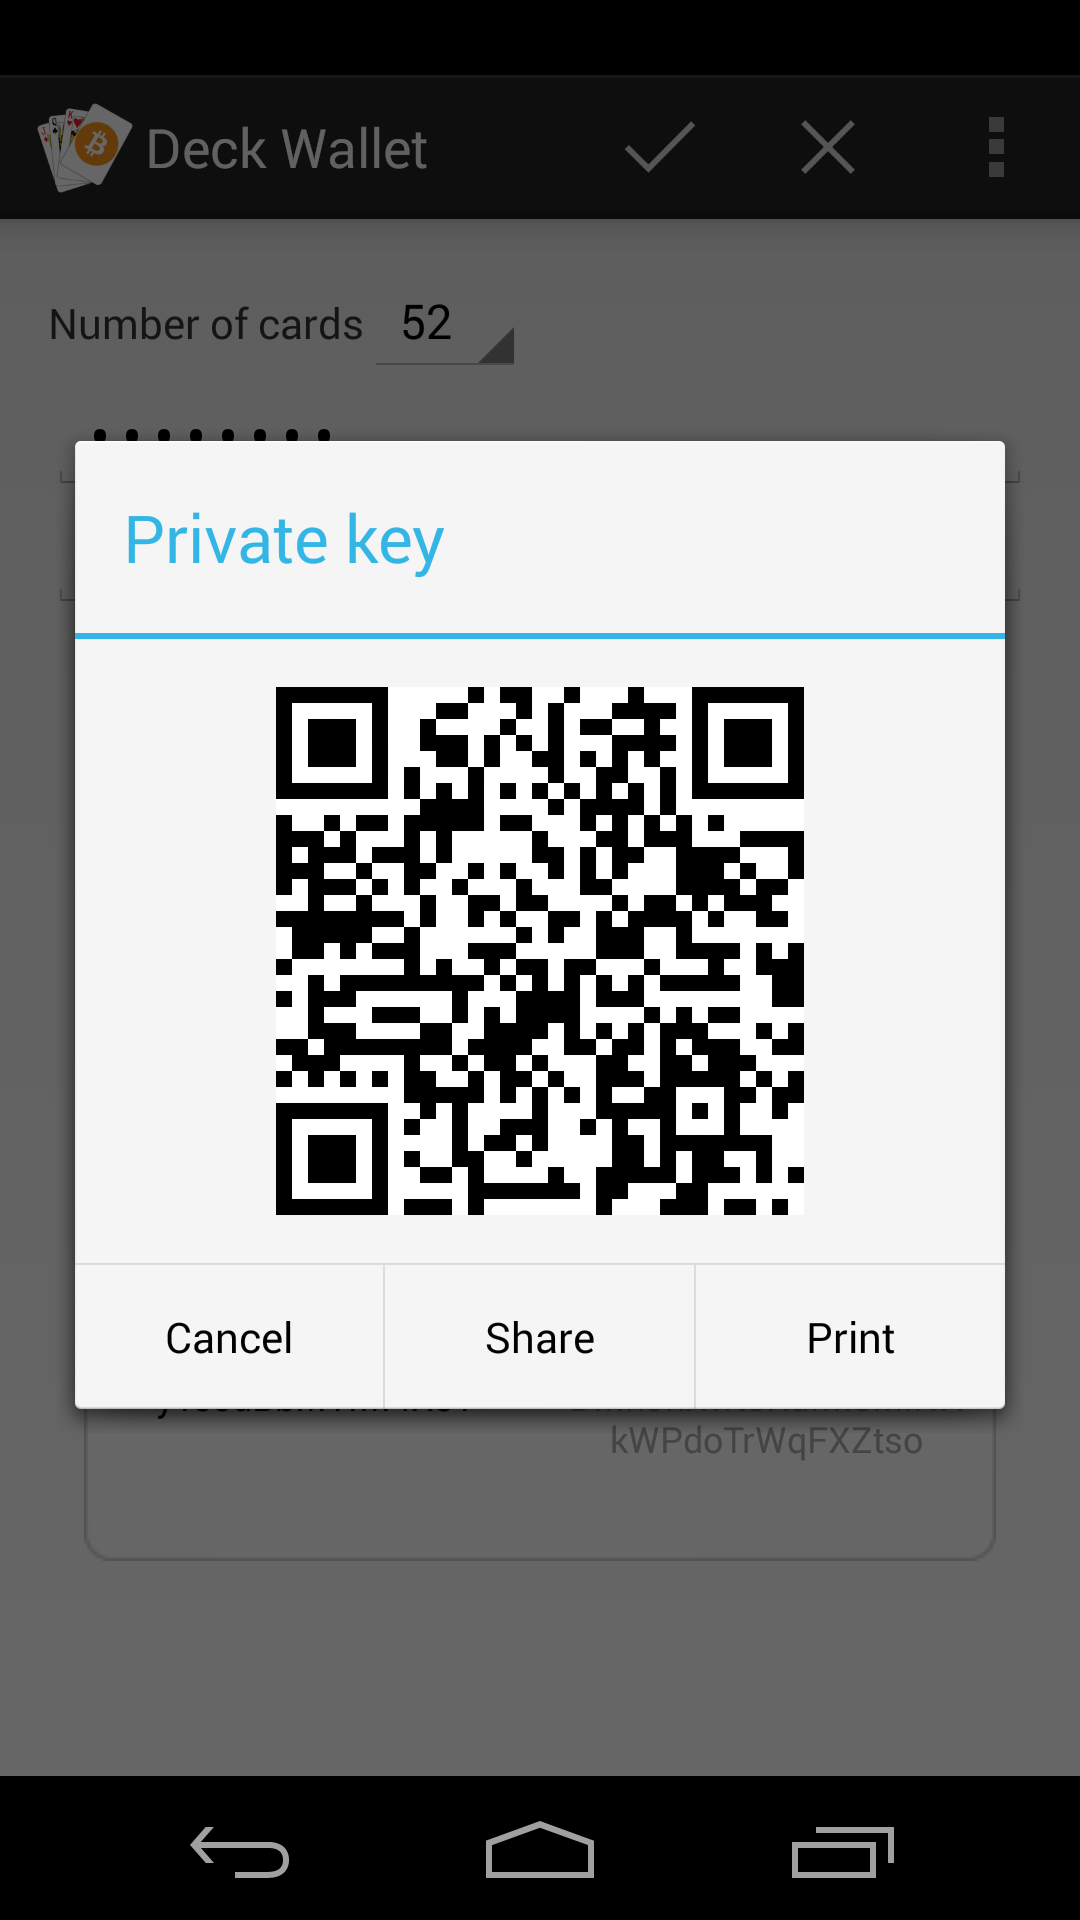 Deck Wallet
Number of cards 52
Private key
Cancel Share Print
kWPdoTrWqFXZtso